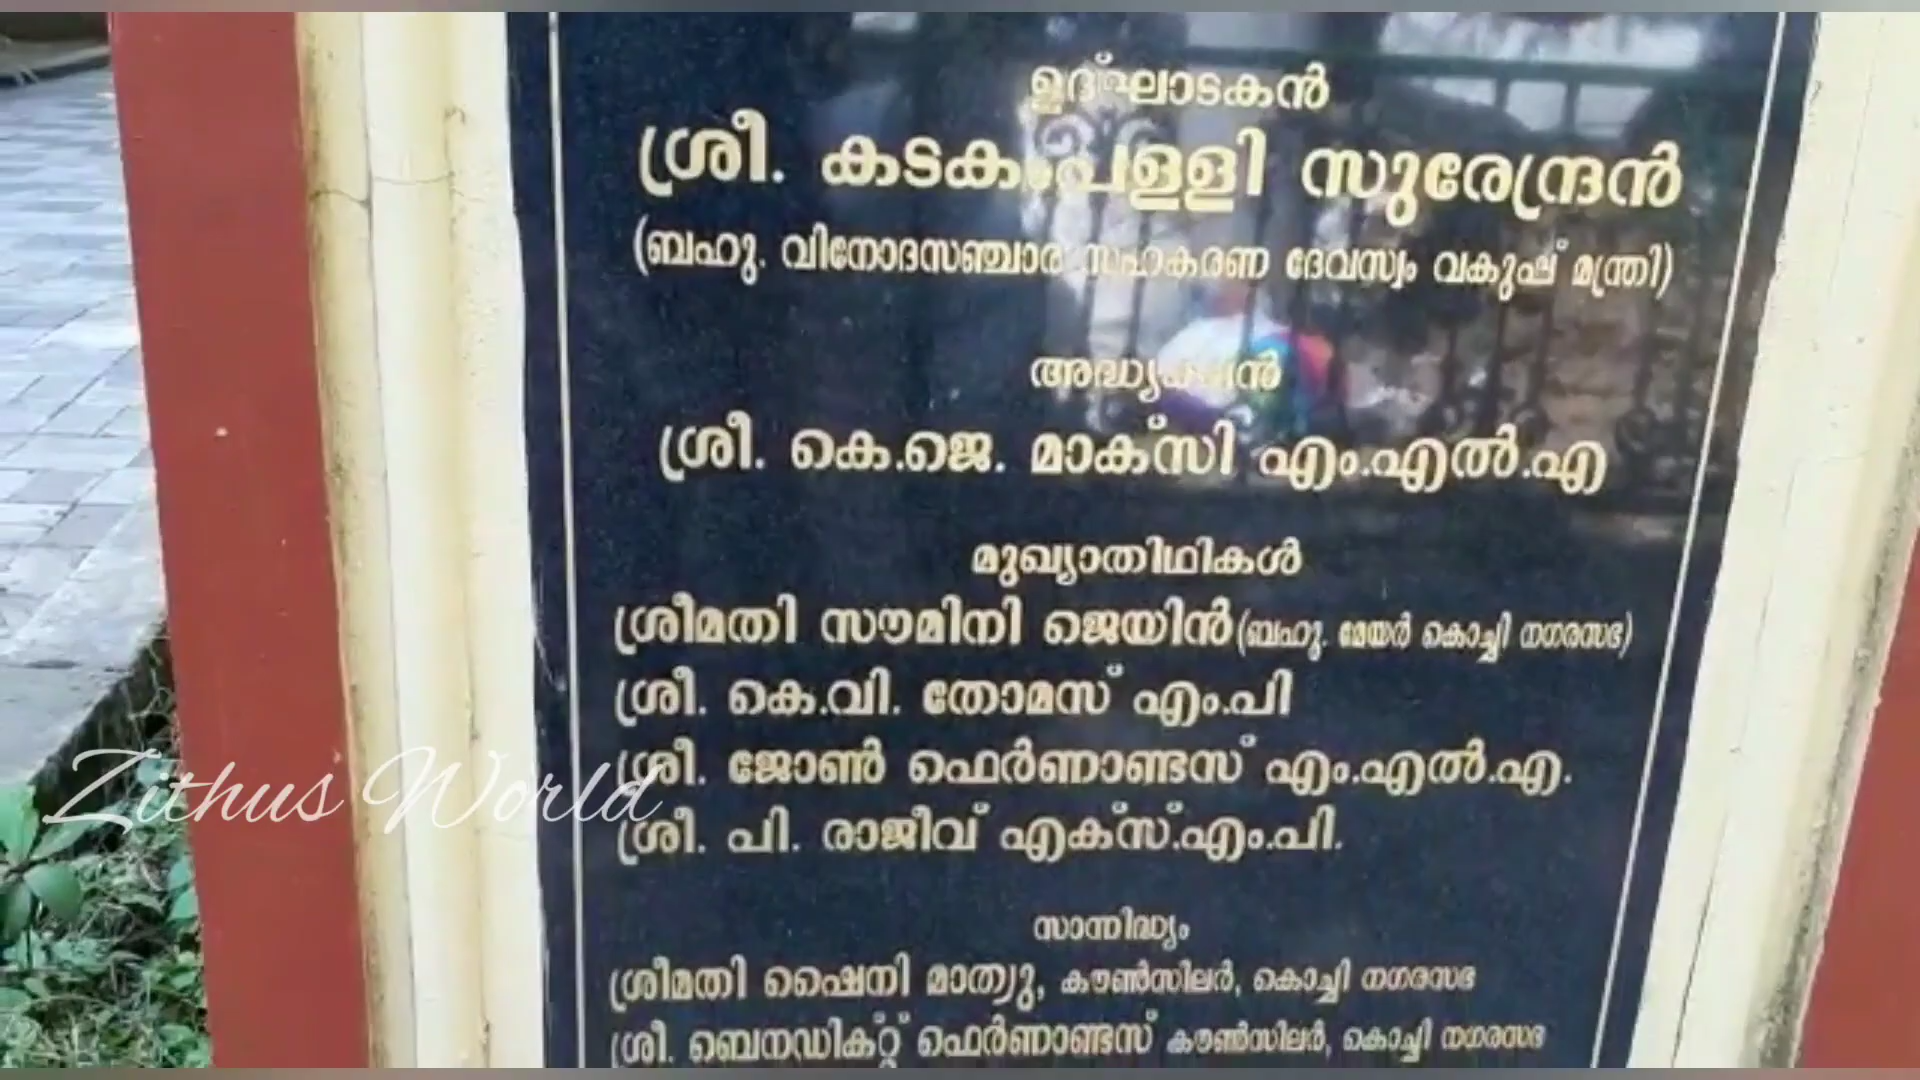 ഉദ്ഘാടകൻ
ശ്രീ. കടകംപള്ളി സുരേന്ദ്രൻ
(ബഹു. വിനോദസഞ്ചാര സഹകരണ ദേവസ്വം വകുപ്പ് മന്ത്രി)
അദ്ധ്യക്ഷൻ
ശ്രീ. കെ.ജെ. മാക്സി എം.എൽ.എ
മുഖ്യാതിഥികൾ
ശ്രീമതി സൗമിനി ജെയിൻ(ബഹു. മേയർ കൊച്ചി നഗരസഭ)
ശ്രീ. കെ.വി. തോമസ് എം.പി
ശ്രീ. ജോൺ ഫെർണാണ്ടസ് എം.എൽ.എ.
Zithus World
ശ്രീ. പി. രാജീവ് എക്സ്.എം.പി.
സാന്നിദ്ധ്യം
ശ്രീമതി ഷൈനി മാത്യു, കൗൺസിലർ, കൊച്ചി നഗരസഭ
ശ്രീ. ബെനഡിക്റ്റ് ഫെർണാണ്ടസ് കൗൺസിലർ, കൊച്ചി നഗരസഭ